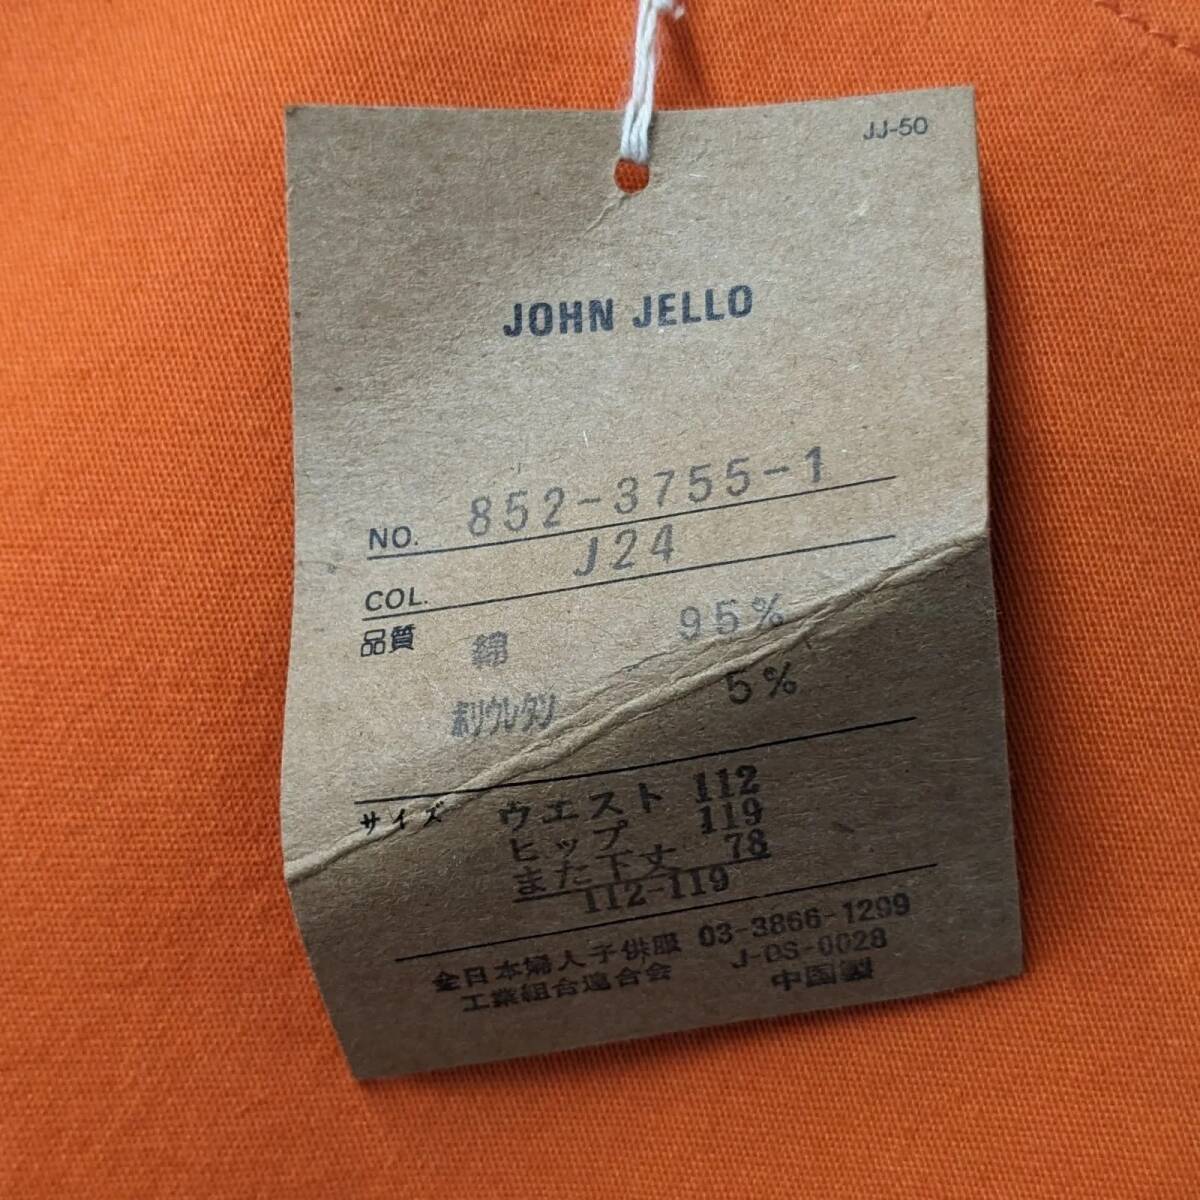 JJ-50
JOHN JELLO
NO. 852-3755-1
COL. J24
品質 綿 95%
ポリウレタン 5%
サイズ ウエスト 112
ヒップ 119
また下丈 78
112-119
全日本婦人子供服 03-3866-1299
工業組合連合会 J-DS-0028
中国製